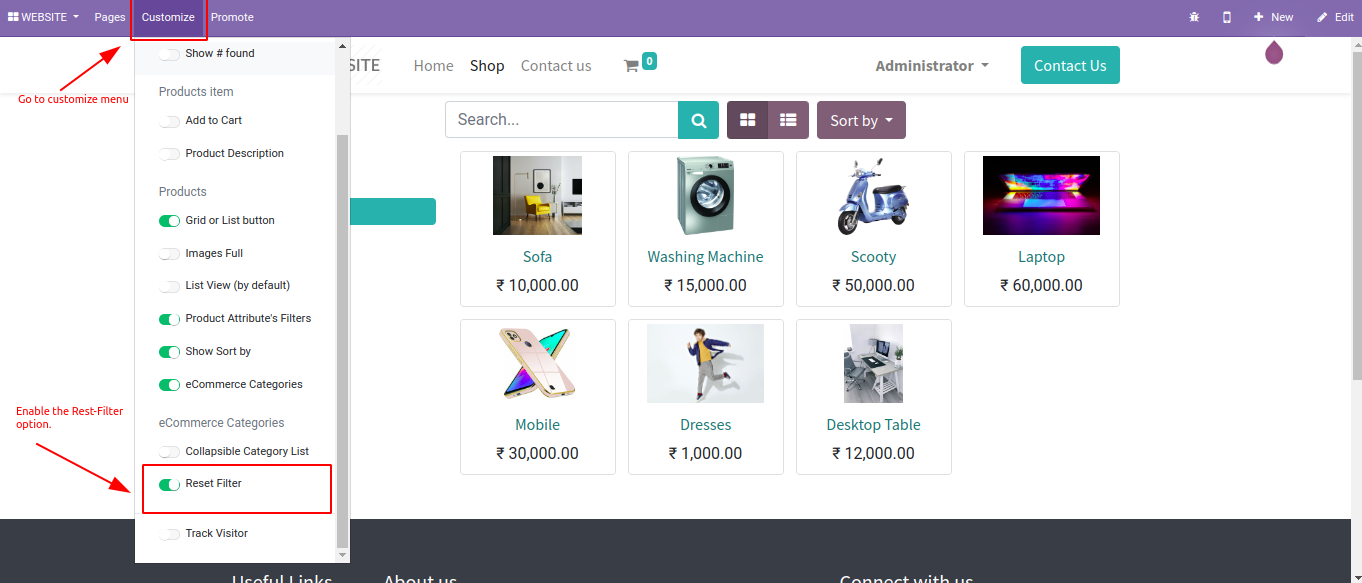 WEBSITE Pages Customize Promote New Edit
Go to customize menu
Show # found
Products item
Add to Cart
Product Description
Products
Grid or List button
Images Full
List View (by default)
Product Attribute's Filters
Show Sort by
eCommerce Categories
Enable the Rest-Filter
option.
eCommerce Categories
Collapsible Category List
Reset Filter
Track Visitor
SITE Home Shop Contact us 0 Administrator Contact Us
Search... Sort by
Sofa Washing Machine Scooty Laptop
₹ 10,000.00 ₹ 15,000.00 ₹ 50,000.00 ₹ 60,000.00
Mobile Dresses Desktop Table
₹ 30,000.00 ₹ 1,000.00 ₹ 12,000.00
Useful Links About us Connect with us